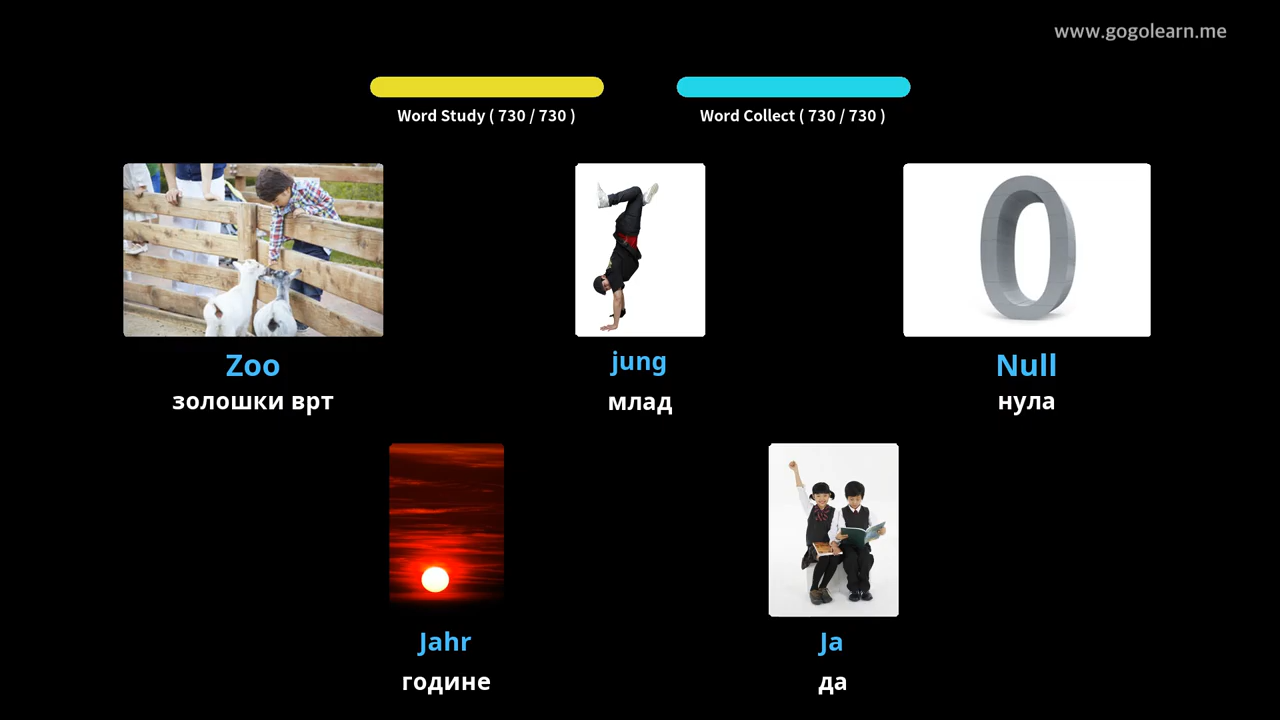 www.gogolearn.me
Word Study ( 730 / 730 )
Word Collect ( 730 / 730 )
Zoo
золошки врт
jung
млад
Null
нула
Jahr
године
Ja
да